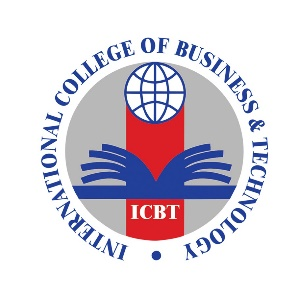 INTERNATIONAL COLLEGE OF BUSINESS & TECHNOLOGY
ICBT